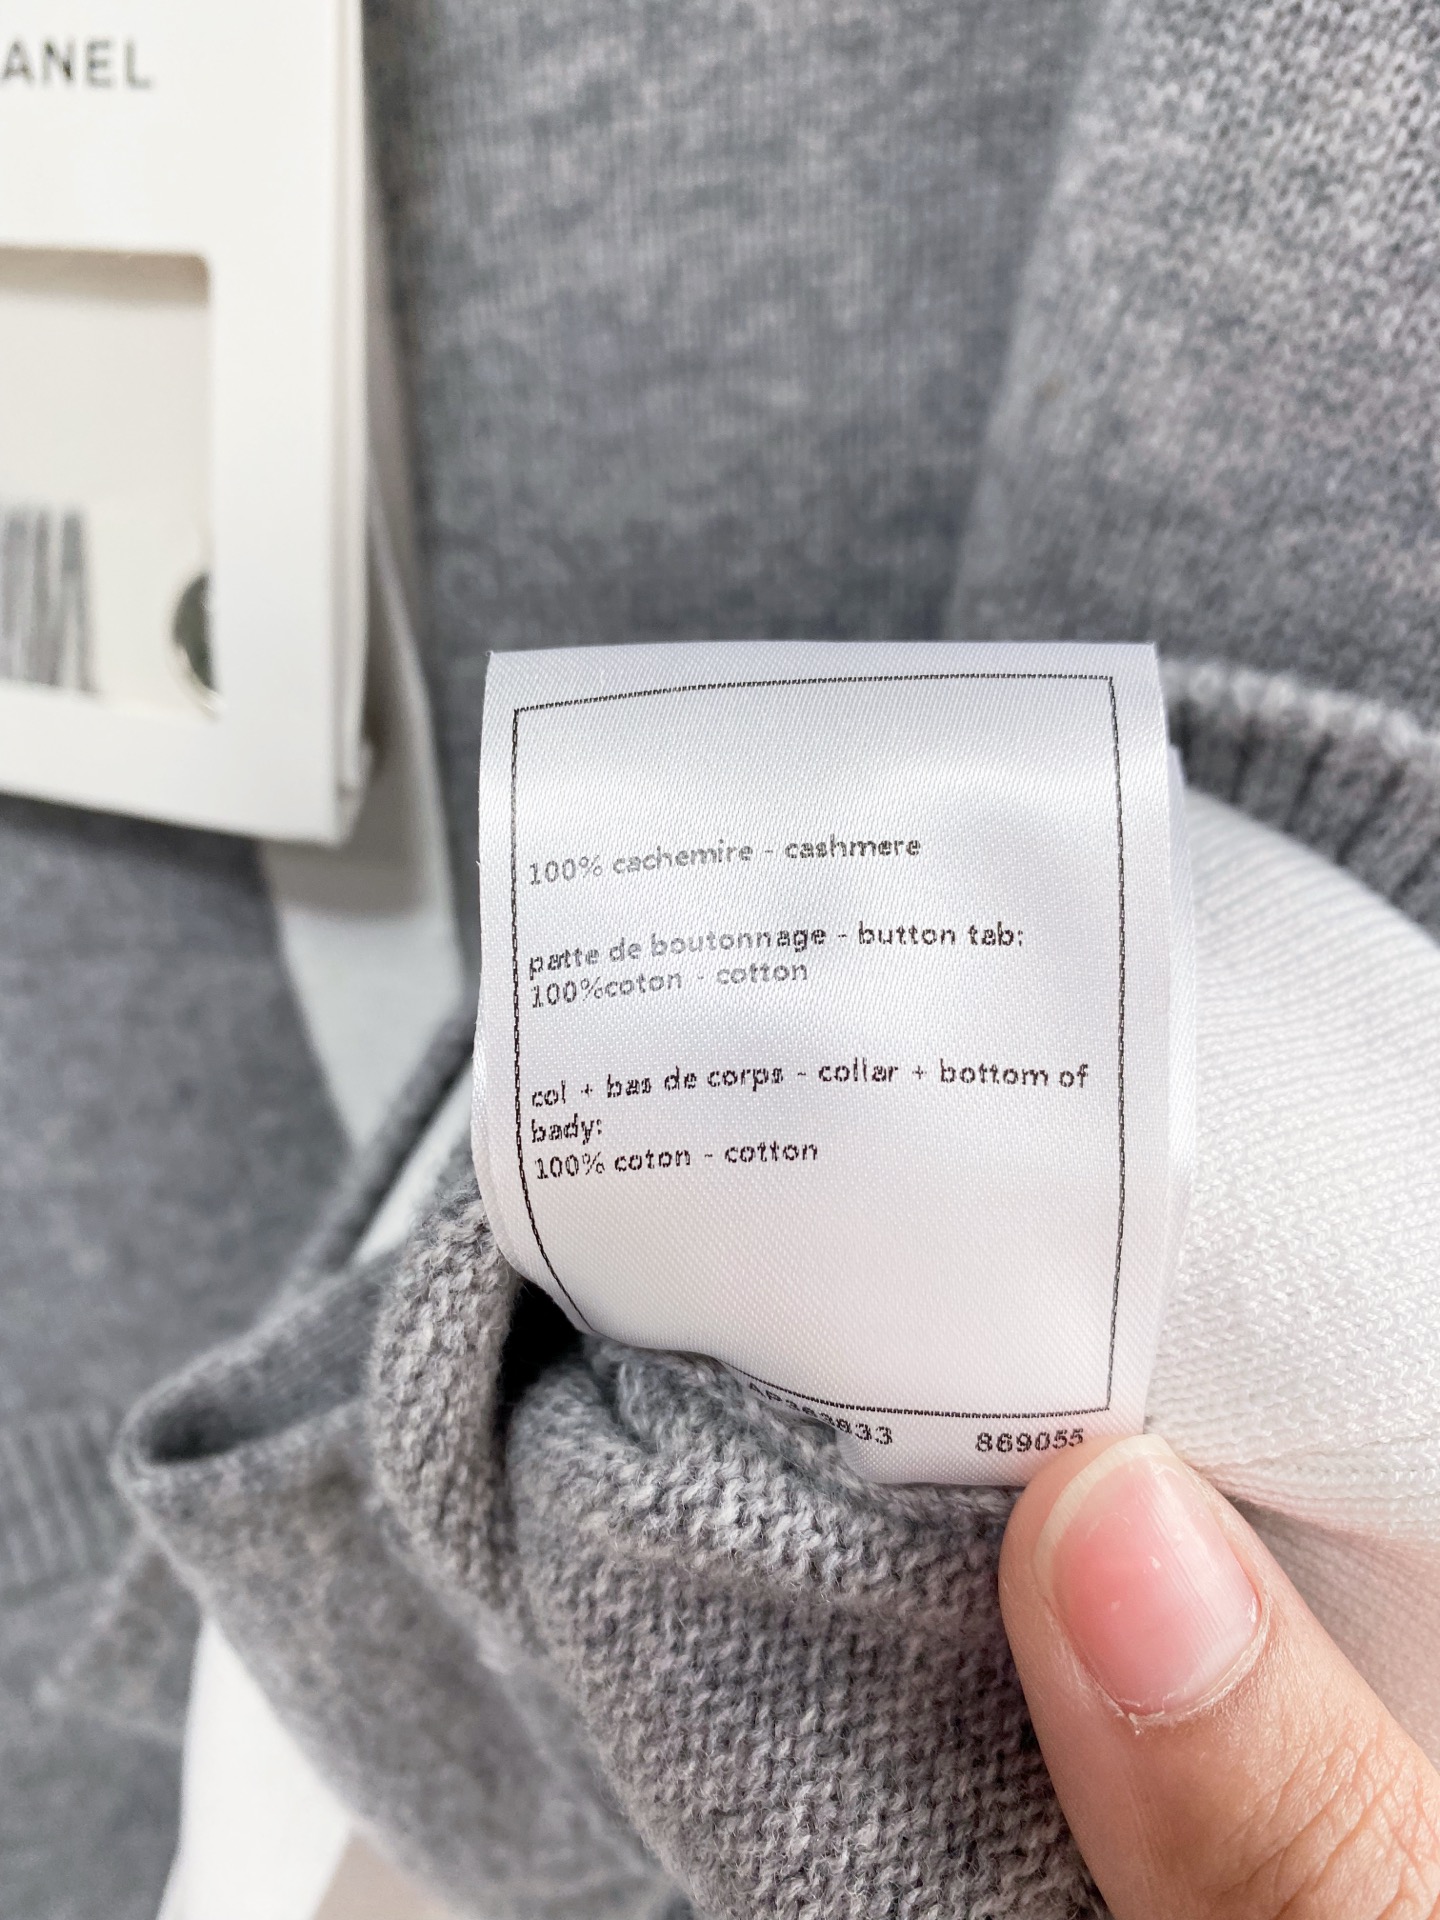 ANEL
100% cachemire - cashmere
patte de boutonnage - button tab:
100%coton - cotton
col + bas de corps - collar + bottom of
bady:
100% coton - cotton
869055